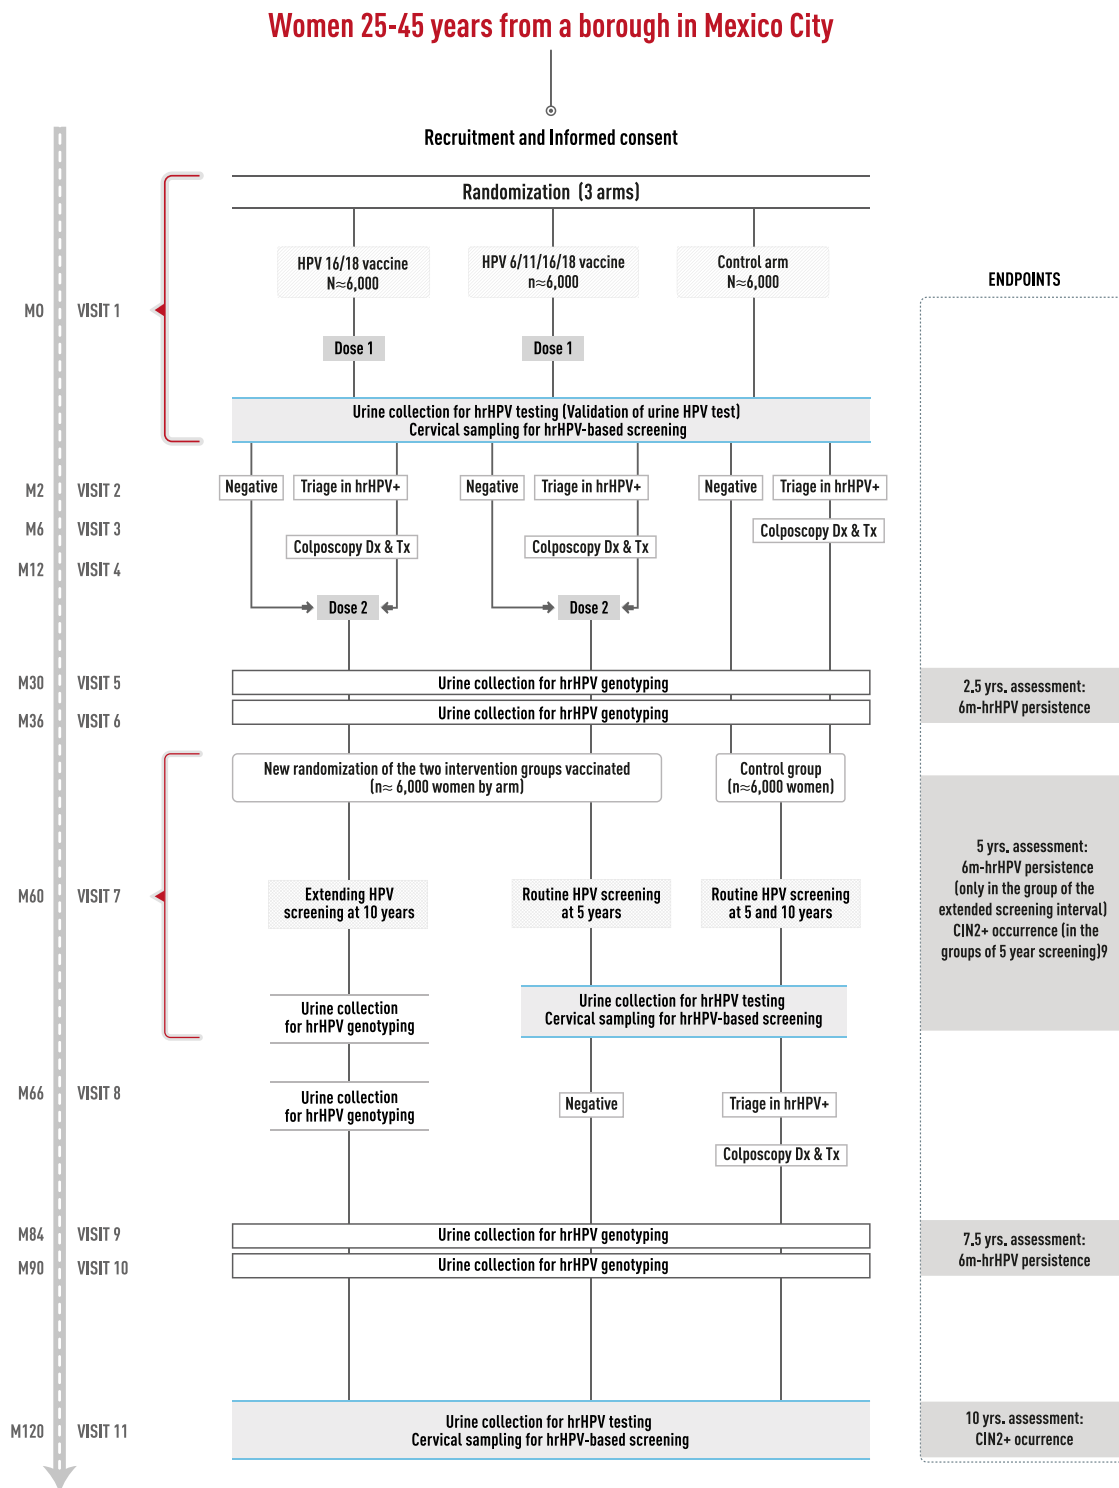 Women 25-45 years from a borough in Mexico City
Recruitment and Informed consent
Randomization (3 arms)
HPV 16/18 vaccine
N≈6,000
HPV 6/11/16/18 vaccine
n≈6,000
Control arm
N≈6,000
ENDPOINTS
M0 VISIT 1
Dose 1
Dose 1
Urine collection for hrHPV testing (Validation of urine HPV test)
Cervical sampling for hrHPV-based screening
M2 VISIT 2
Negative
Triage in hrHPV+
Negative
Triage in hrHPV+
Negative
Triage in hrHPV+
M6 VISIT 3
Colposcopy Dx & Tx
Colposcopy Dx & Tx
Colposcopy Dx & Tx
M12 VISIT 4
Dose 2
Dose 2
M30 VISIT 5
Urine collection for hrHPV genotyping
M36 VISIT 6
Urine collection for hrHPV genotyping
2.5 yrs. assessment:
6m-hrHPV persistence
New randomization of the two intervention groups vaccinated
(n≈ 6,000 women by arm)
Control group
(n≈6,000 women)
M60 VISIT 7
Extending HPV
screening at 10 years
Routine HPV screening
at 5 years
Routine HPV screening
at 5 and 10 years
5 yrs. assessment:
6m-hrHPV persistence
(only in the group of the
extended screening interval)
CIN2+ occurrence (in the
groups of 5 year screening)9
Urine collection
for hrHPV genotyping
Urine collection for hrHPV testing
Cervical sampling for hrHPV-based screening
M66 VISIT 8
Urine collection
for hrHPV genotyping
Negative
Triage in hrHPV+
Colposcopy Dx & Tx
M84 VISIT 9
Urine collection for hrHPV genotyping
M90 VISIT 10
Urine collection for hrHPV genotyping
7.5 yrs. assessment:
6m-hrHPV persistence
M120 VISIT 11
Urine collection for hrHPV testing
Cervical sampling for hrHPV-based screening
10 yrs. assessment:
CIN2+ ocurrence